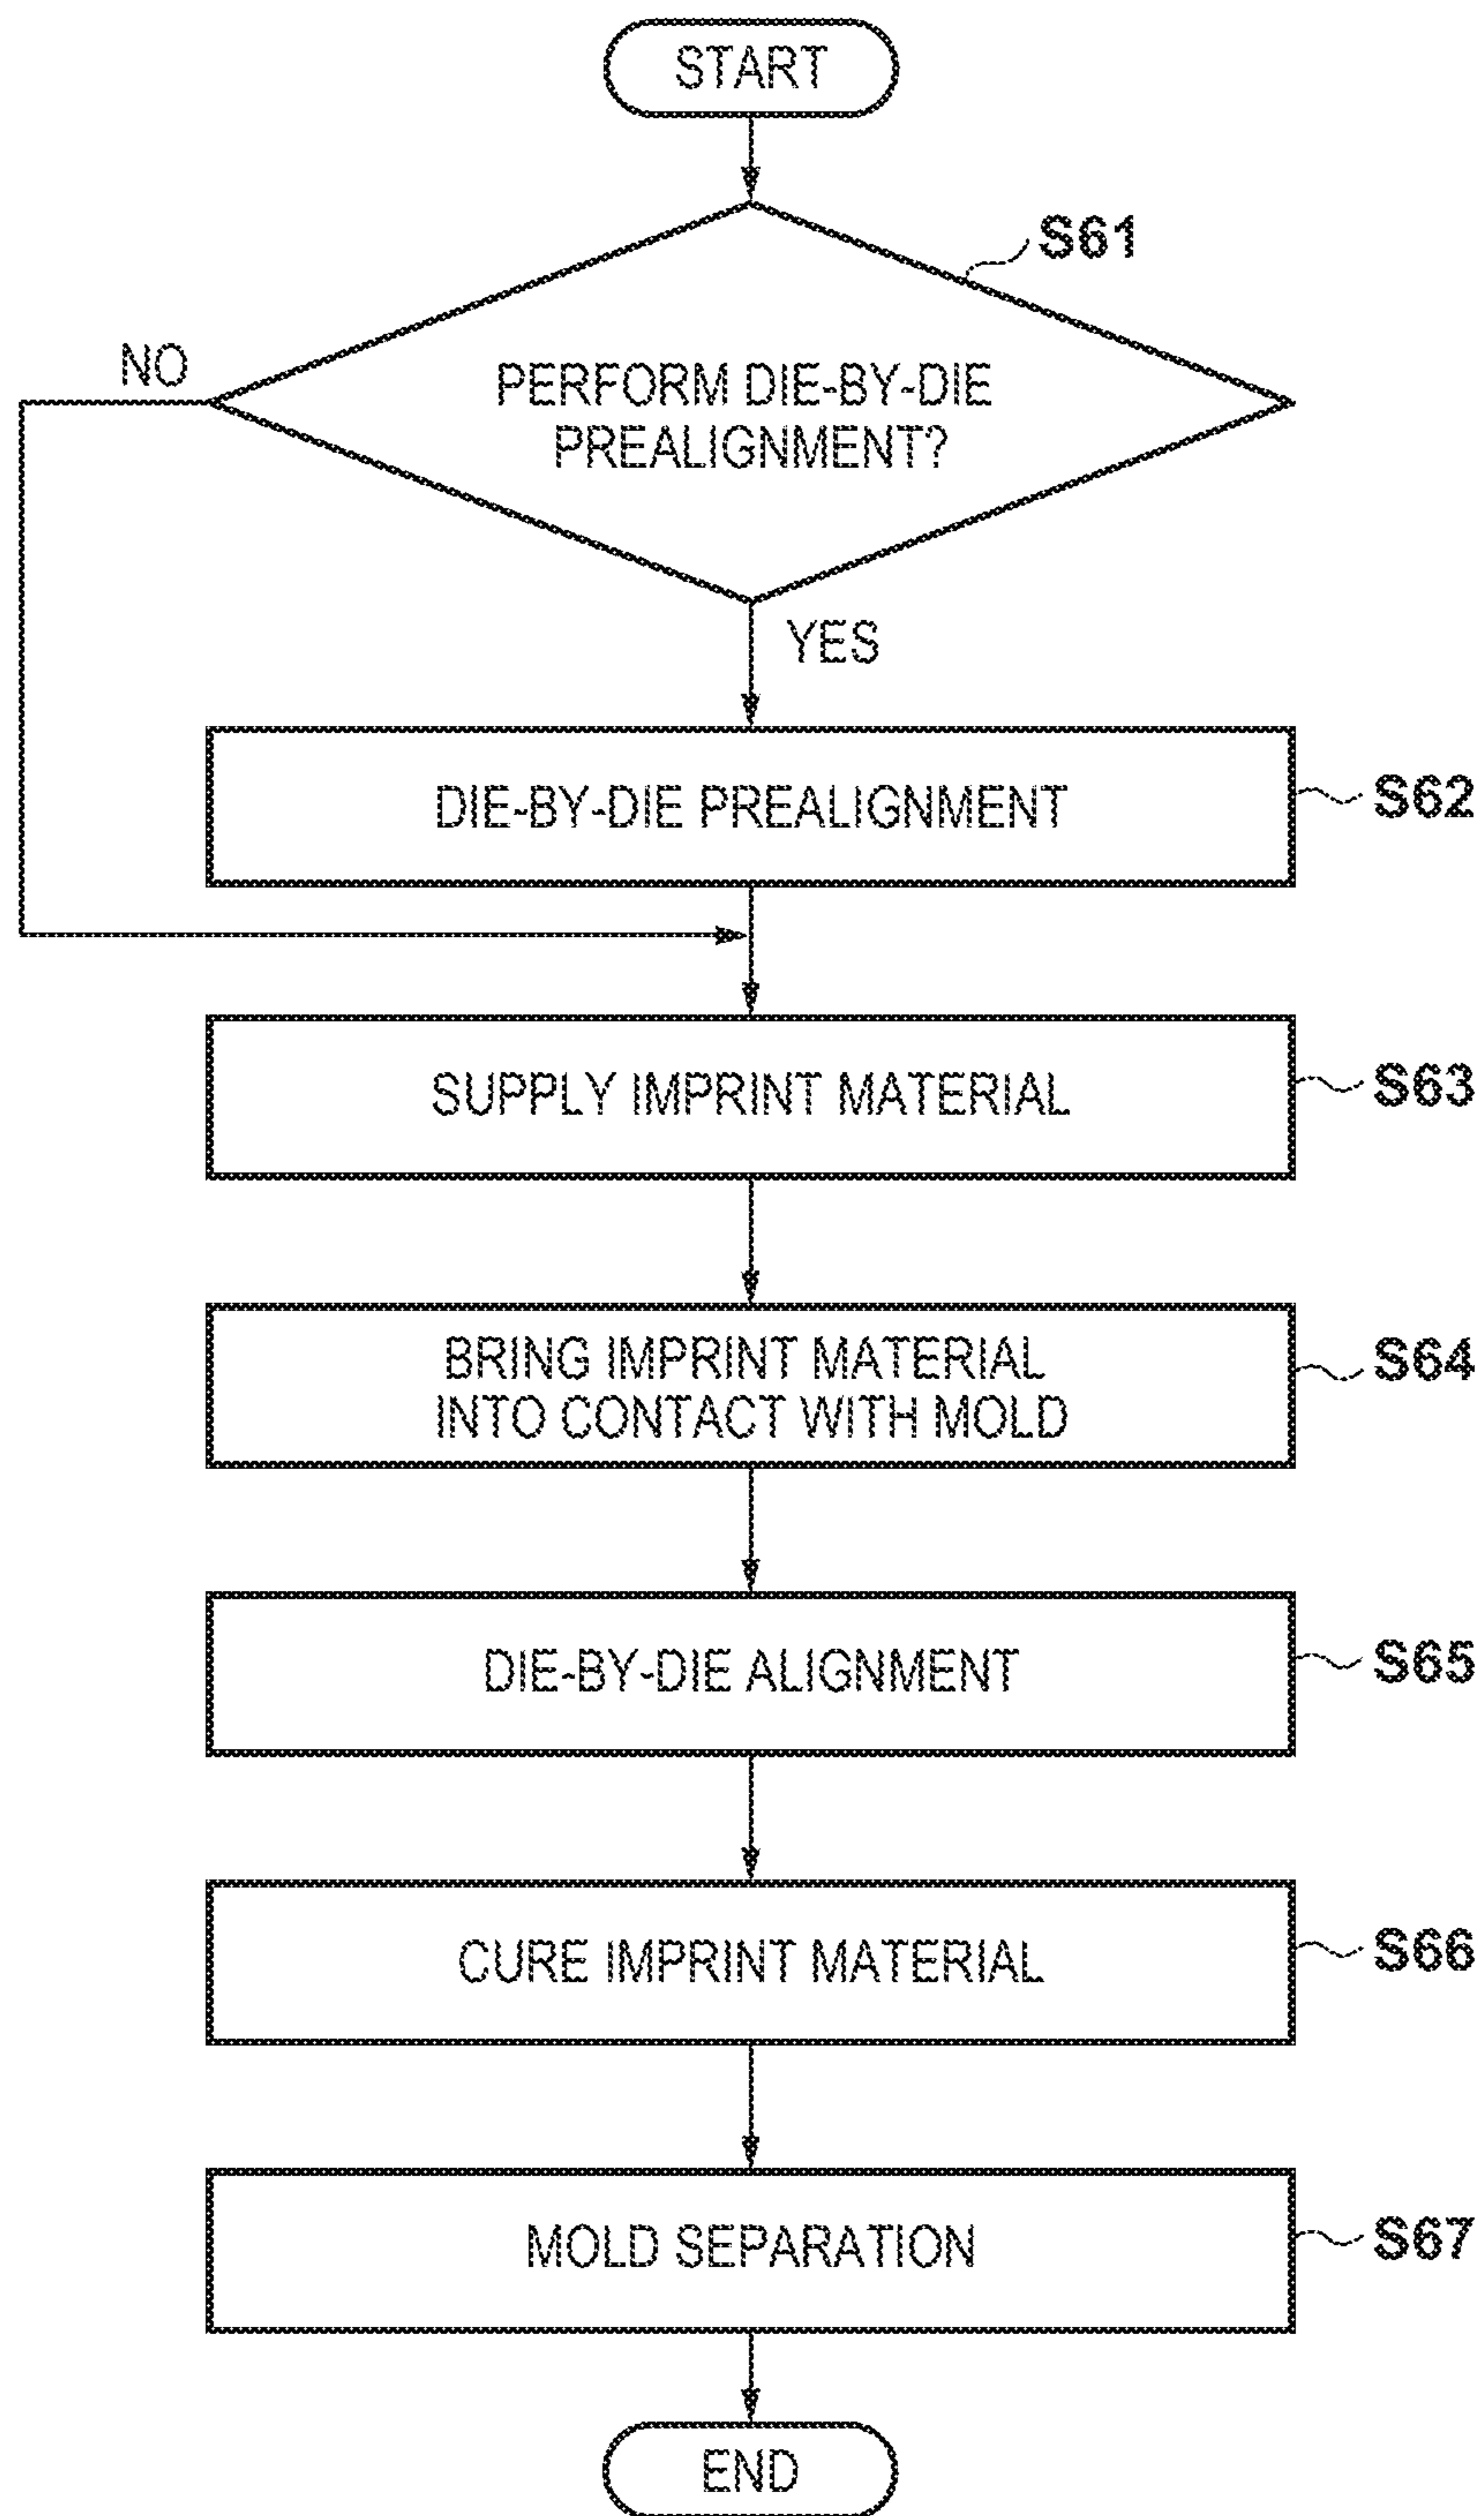 START
S61
NO
PERFORM DIE-BY-DIE
PREALIGNMENT?
YES
DIE-BY-DIE PREALIGNMENT
S62
SUPPLY IMPRINT MATERIAL
S63
BRING IMPRINT MATERIAL
INTO CONTACT WITH MOLD
S64
DIE-BY-DIE ALIGNMENT
S65
CURE IMPRINT MATERIAL
S66
MOLD SEPARATION
S67
END